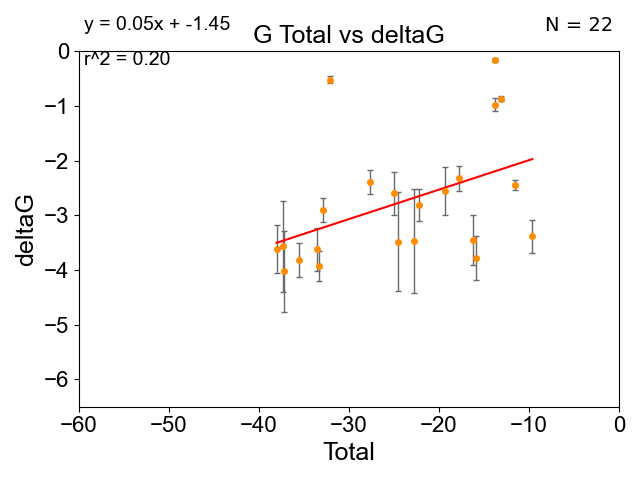 y = 0.05x + -1.45
N = 22
G Total vs deltaG
r^2 = 0.20
deltaG
0
−1
−2
−3
−4
−5
−6
−60
−50
−40
−30
−20
−10
0
Total